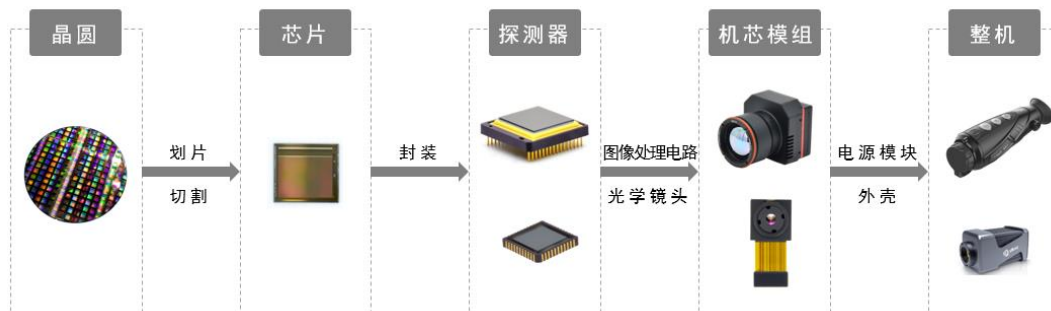 晶圆
芯片
探测器
机芯模组
整机
划片
切割
封装
图像处理电路
光学镜头
电源模块
外壳